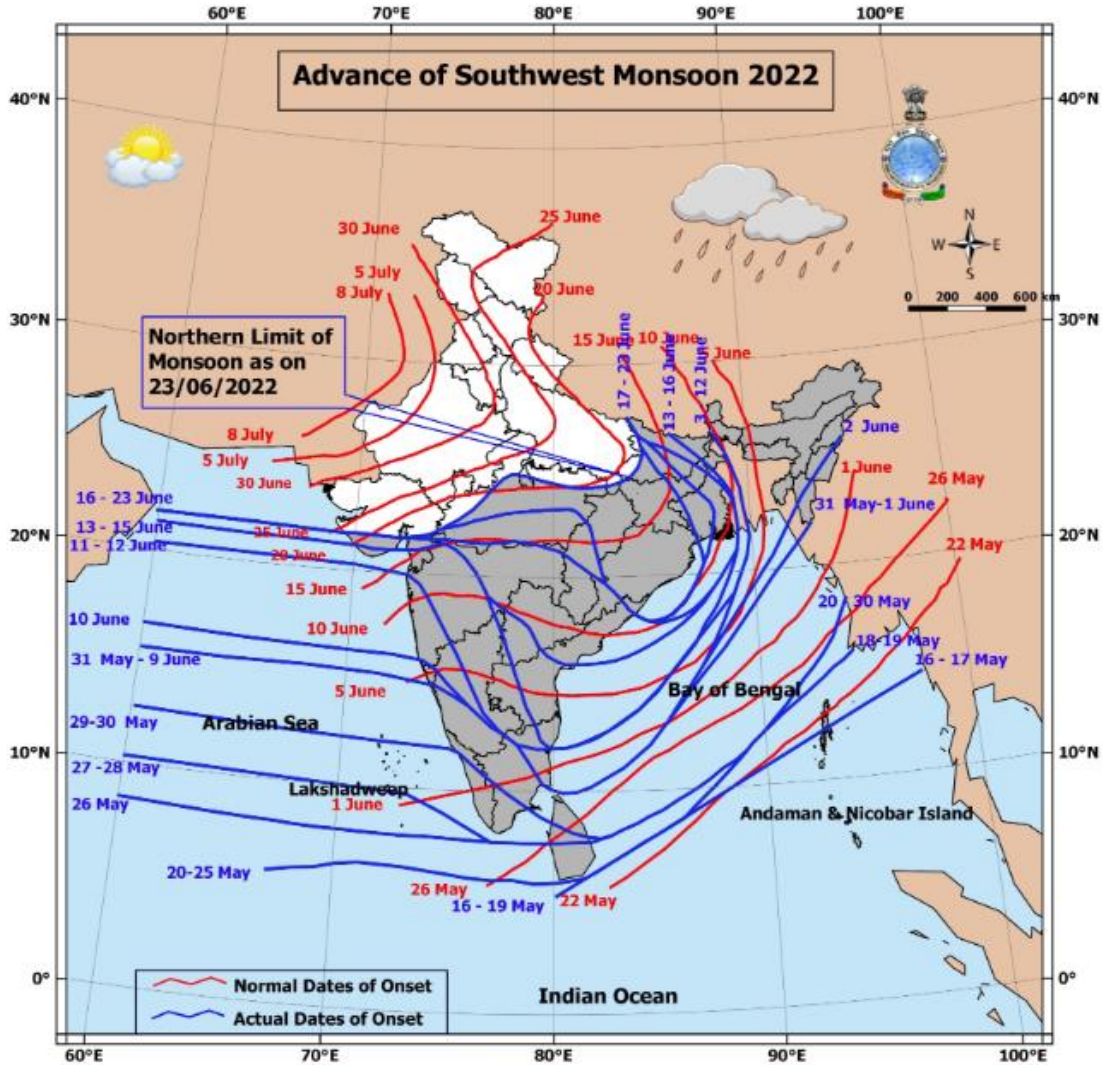 60°E 70°E 80°E 90°E 100°E
Advance of Southwest Monsoon 2022
40°N 40°N
N
W E
S
25 June
30 June
5 July
8 July
20 June
0 200 400 600 km
30°N 30°N
Northern Limit of
Monsoon as on
23/06/2022
15 June
10 June
5 June
17 - 23 June
13 - 16 June
3 - 12 June
8 July
5 July
30 June
2 June
1 June
26 May
16 - 23 June
31 May-1 June
13 - 15 June
11 - 12 June
25 June
20°N 20°N
20 June
22 May
15 June
10 June
10 June
20 - 30 May
18-19 May
31 May - 9 June
16 - 17 May
5 June
Bay of Bengal
29-30 May
Arabian Sea
10°N 10°N
27 -28 May
Lakshadweep
26 May
1 June
Andaman & Nicobar Island
20-25 May
26 May
16 - 19 May
22 May
0° 0°
Normal Dates of Onset
Indian Ocean
Actual Dates of Onset
60°E 70°E 80°E 90°E 100°E